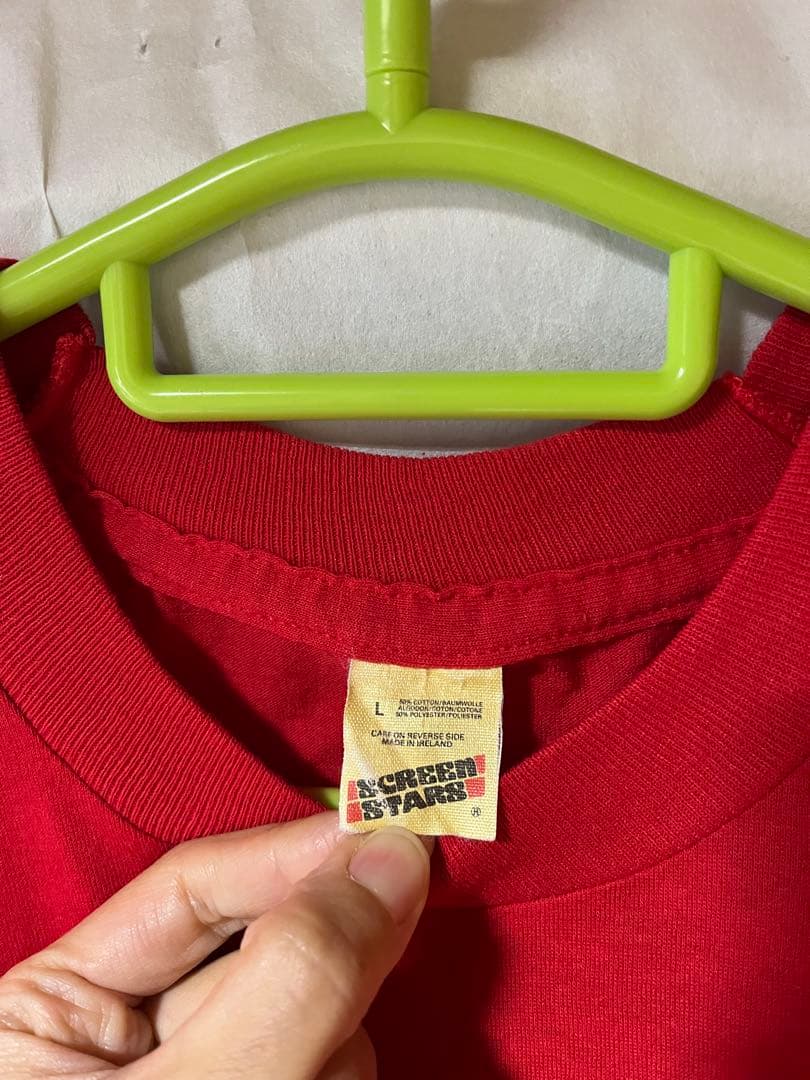 L
50% COTTON/BAUMWOLLE
ALGODON/COTON/COTONE
50% POLYESTER/POLIESTER
CARE ON REVERSE SIDE
MADE IN IRELAND
SCREEN
STARS